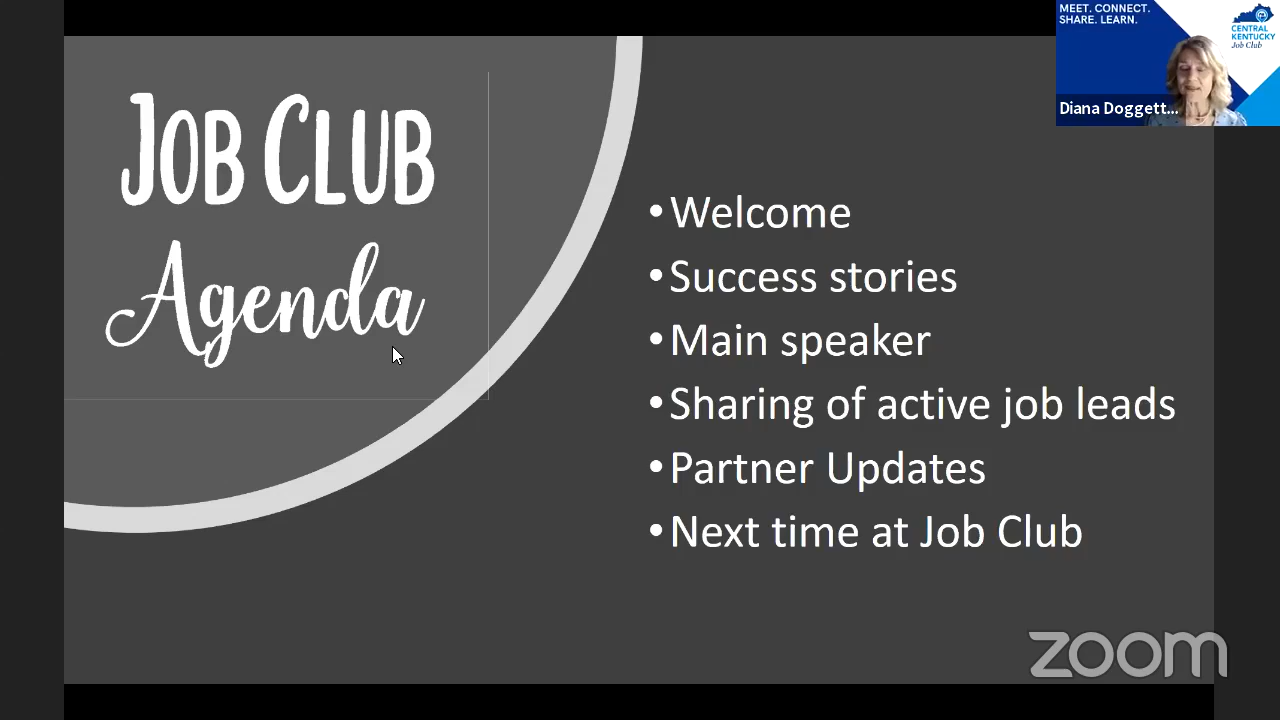 MEET. CONNECT.
SHARE. LEARN.
CENTRAL
KENTUCKY
Job Club
Diana Doggett...
JOB CLUB
Agenda
•Welcome
•Success stories
•Main speaker
•Sharing of active job leads
•Partner Updates
•Next time at Job Club
zoom